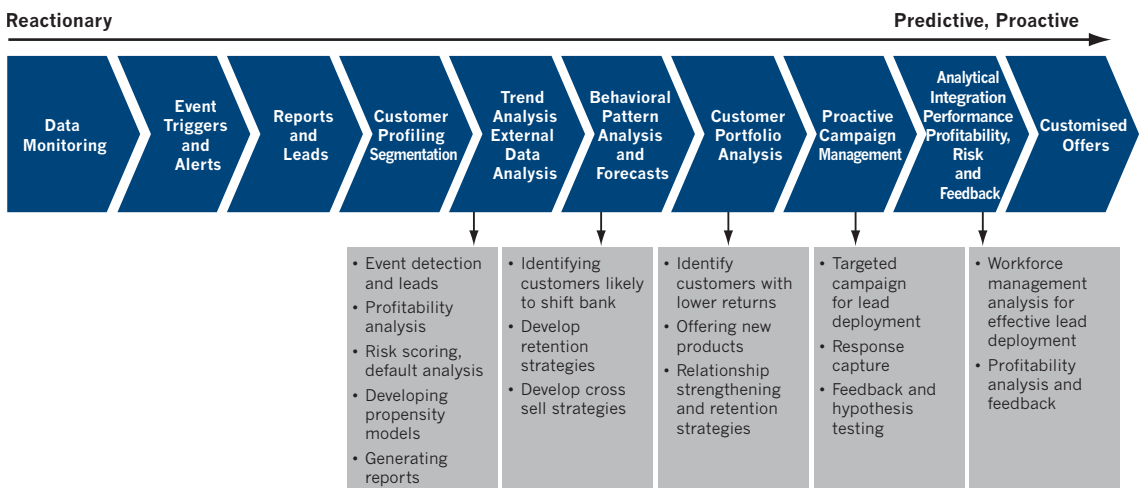 Reactionary
Predictive, Proactive
Data
Monitoring
Event
Triggers
and
Alerts
Reports
and
Leads
Customer
Profiling
Segmentation
Trend
Analysis
External
Data
Analysis
Behavioral
Pattern
Analysis
and
Forecasts
Customer
Portfolio
Analysis
Proactive
Campaign
Management
Analytical
Integration
Performance
Profitability,
Risk
and
Feedback
Customised
Offers
• Event detection
and leads
• Profitability
analysis
• Risk scoring,
default analysis
• Developing
propensity
models
• Generating
reports
• Identifying
customers likely
to shift bank
• Develop
retention
strategies
• Develop cross
sell strategies
• Identify
customers with
lower returns
• Offering new
products
• Relationship
strengthening
and retention
strategies
• Targeted
campaign
for lead
deployment
• Response
capture
• Feedback and
hypothesis
testing
• Workforce
management
analysis for
effective lead
deployment
• Profitability
analysis and
feedback